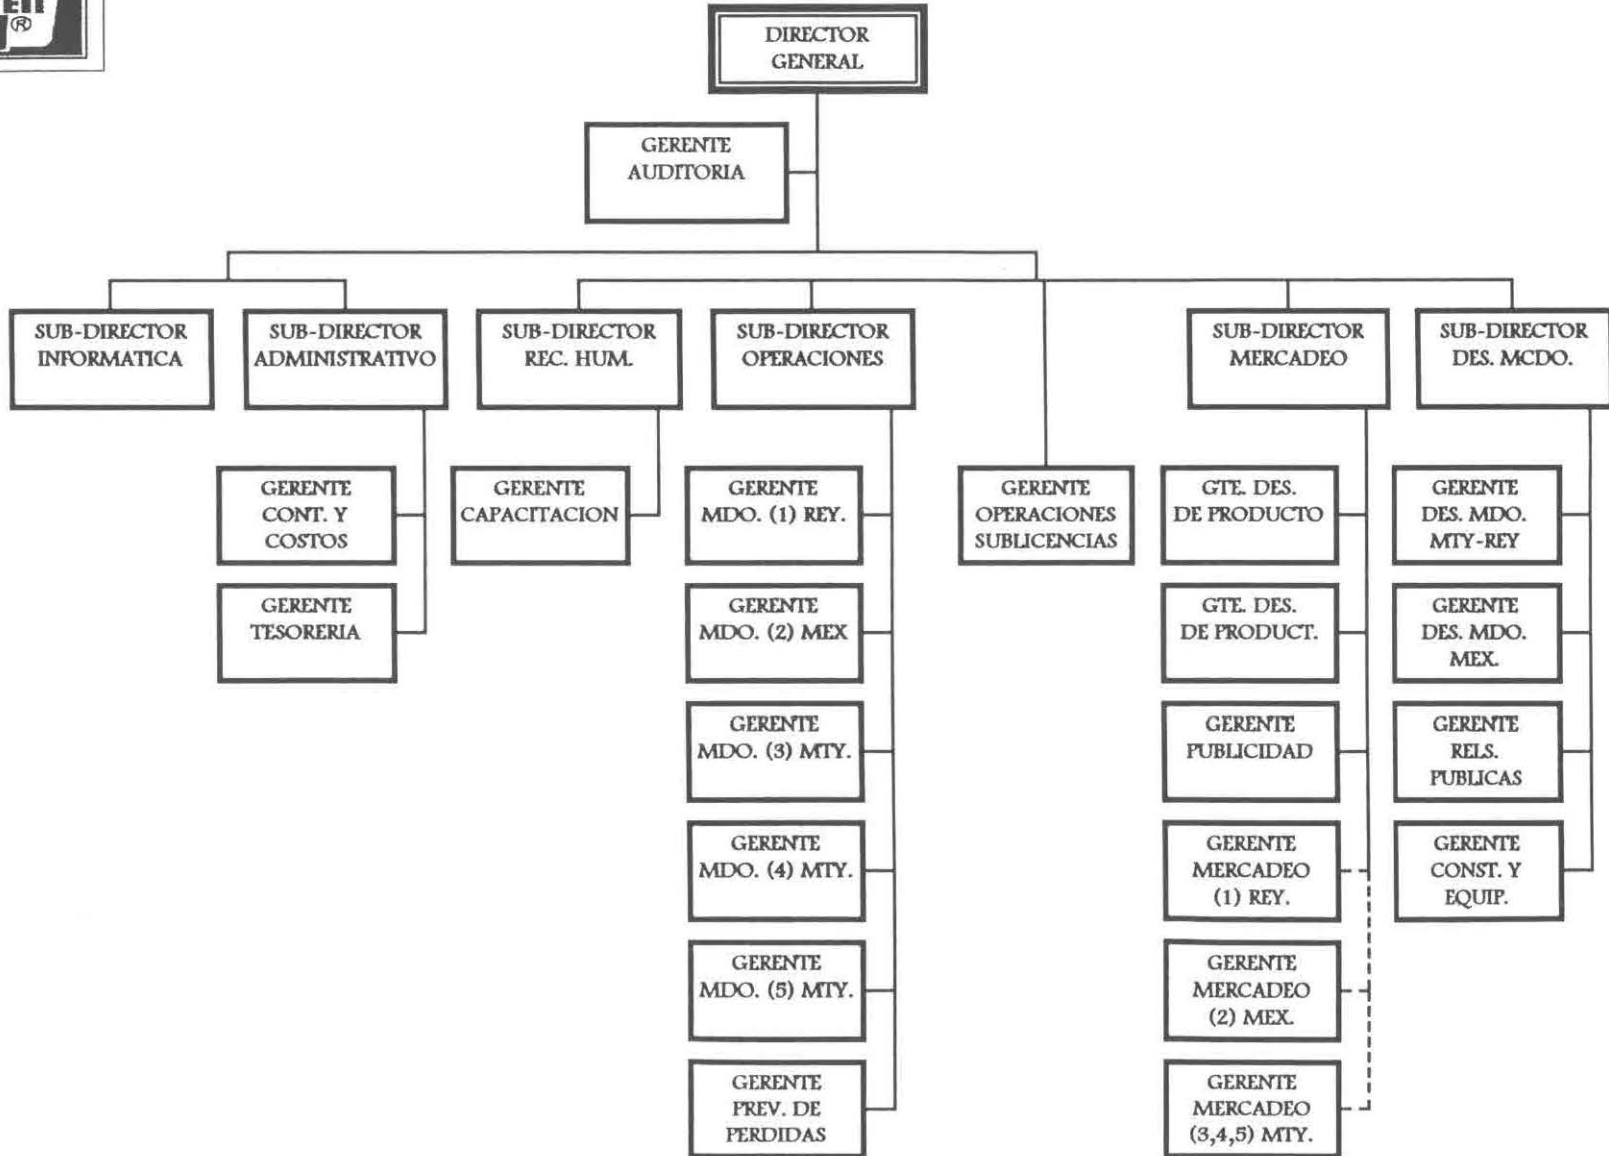 DIRECTOR
GENERAL
GERENTE
AUDITORIA
SUB-DIRECTOR
INFORMATICA
SUB-DIRECTOR
ADMINISTRATIVO
SUB-DIRECTOR
REC. HUM.
SUB-DIRECTOR
OPERACIONES
SUB-DIRECTOR
MERCADEO
SUB-DIRECTOR
DES. MCDO.
GERENTE
CONT. Y
COSTOS
GERENTE
TESORERIA
GERENTE
CAPACITACION
GERENTE
MDO. (1) REY.
GERENTE
MDO. (2) MEX
GERENTE
MDO. (3) MTY.
GERENTE
MDO. (4) MTY.
GERENTE
MDO. (5) MTY.
GERENTE
PREV. DE
PERDIDAS
GERENTE
OPERACIONES
SUBLICENCIAS
GTE. DES.
DE PRODUCTO
GTE. DES.
DE PRODUCT.
GERENTE
PUBLICIDAD
GERENTE
MERCADEO
(1) REY.
GERENTE
MERCADEO
(2) MEX.
GERENTE
MERCADEO
(3,4,5) MTY.
GERENTE
DES. MDO.
MTY-REY
GERENTE
DES. MDO.
MEX.
GERENTE
RELS.
PUBLICAS
GERENTE
CONST. Y
EQUIP.